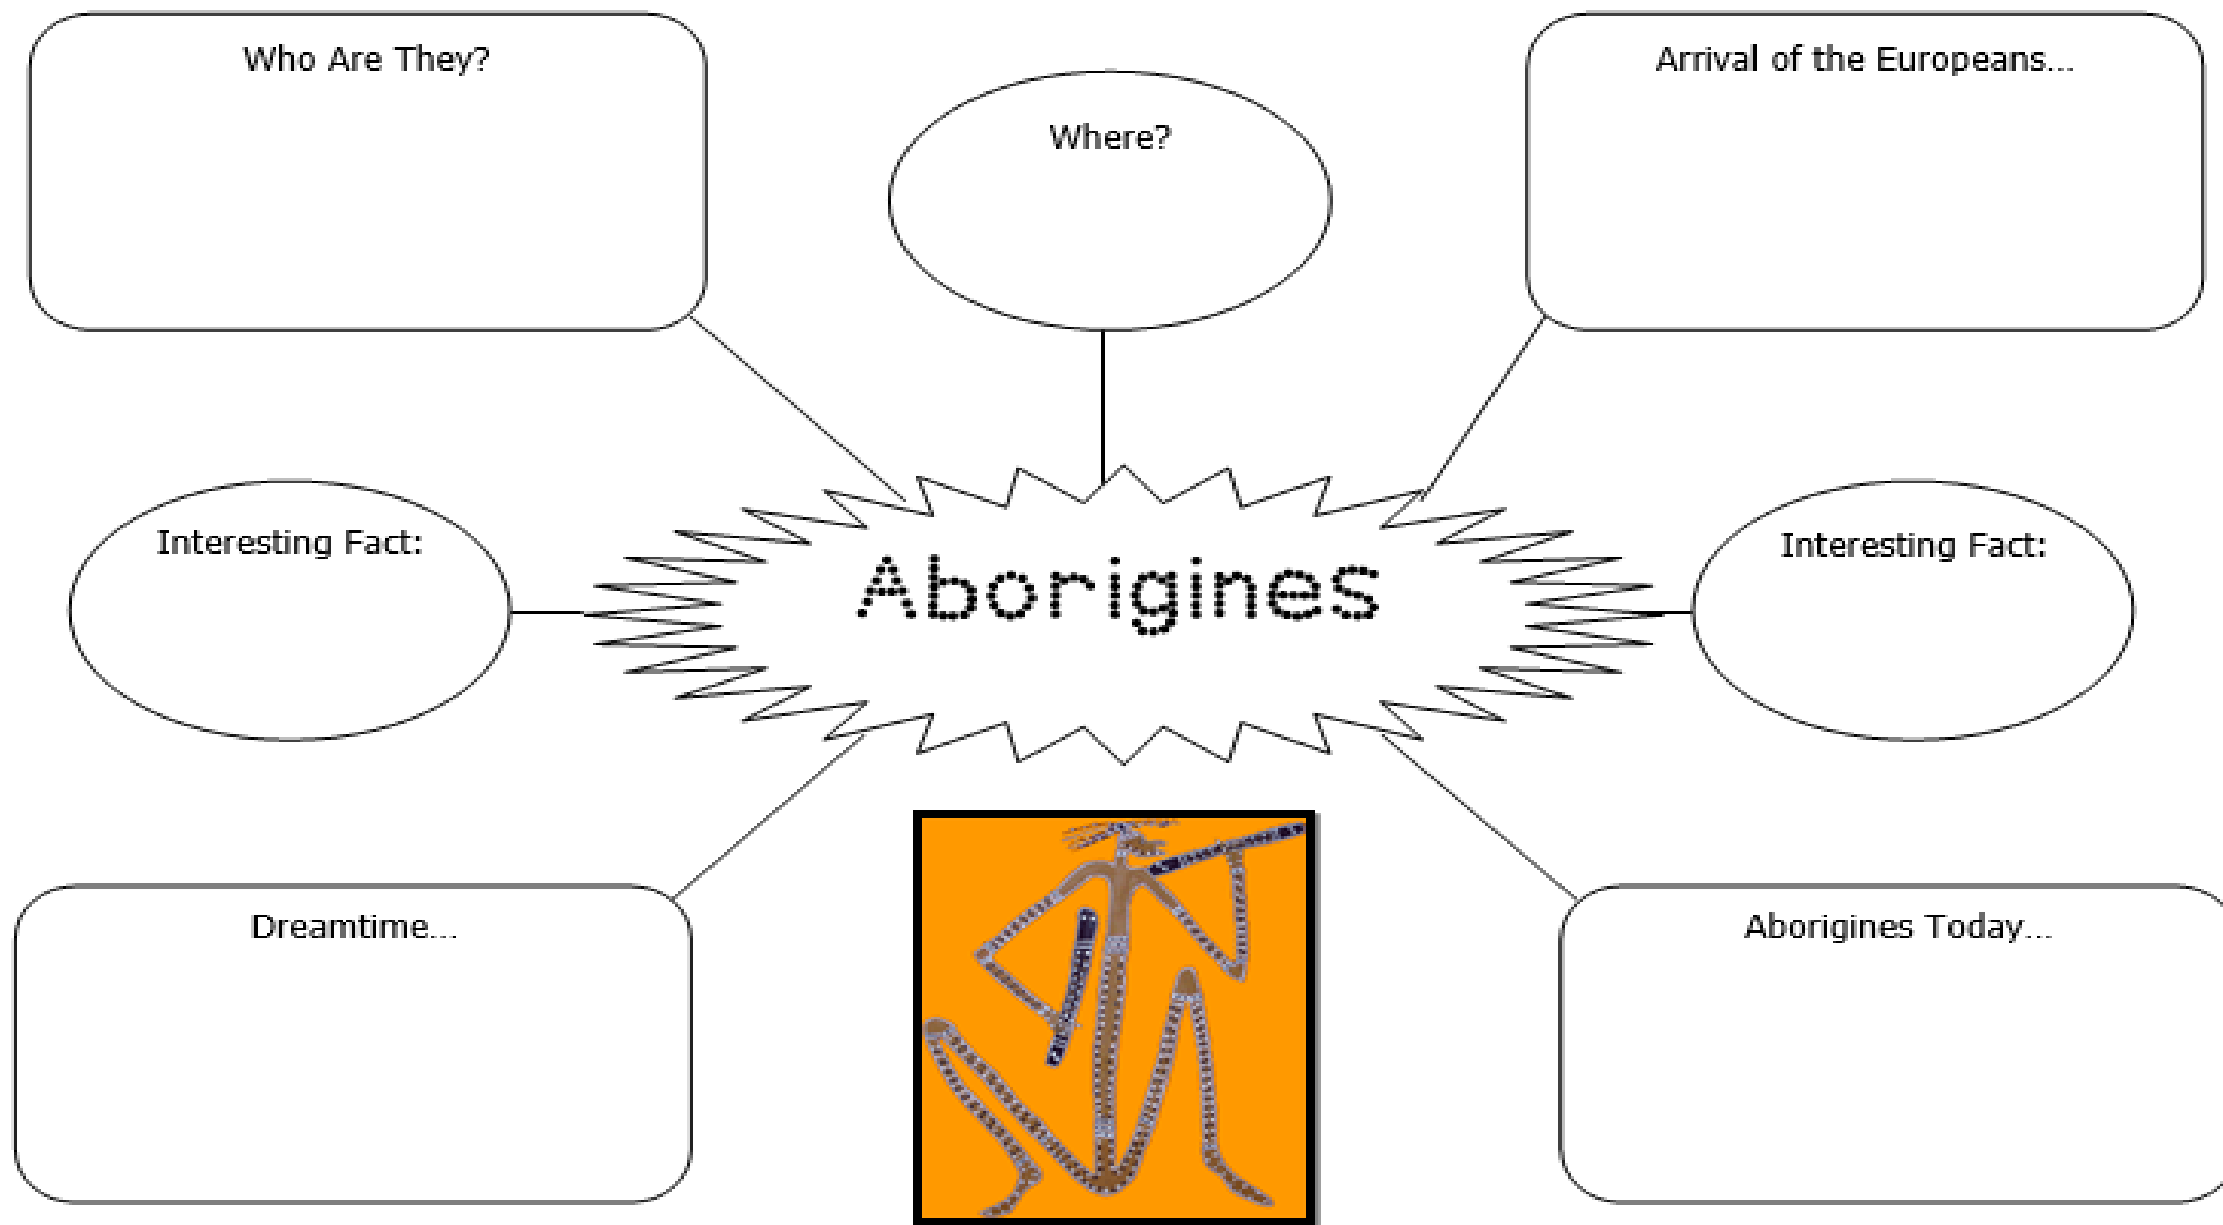 Who Are They?
Where?
Arrival of the Europeans...
Interesting Fact:
Aborigines
Interesting Fact:
Dreamtime...
Aborigines Today...